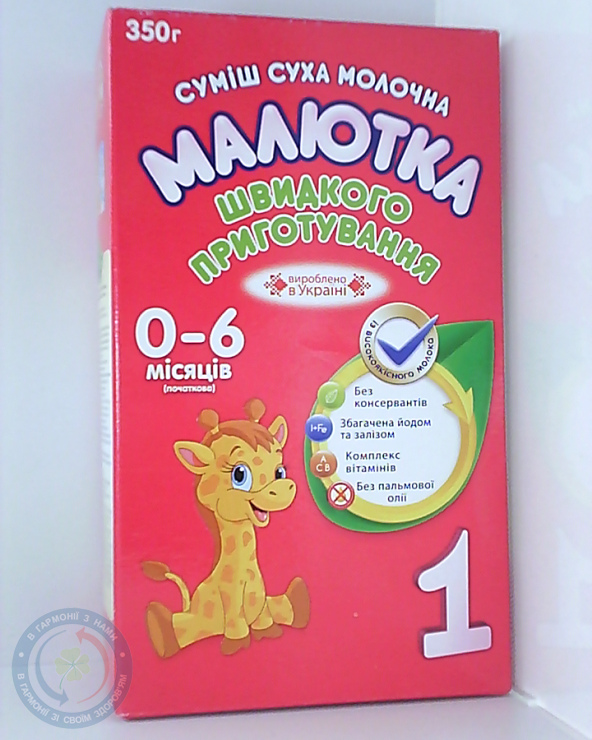 350г
СУМІШ СУХА МОЛОЧНА
МАЛЮТКА
ШВИДКОГО
ПРИГОТУВАННЯ
вироблено
в Україні
0-6
МІСЯЦІВ
(початкова)
із високоякісного молока
Без
консервантів
I+Fe
Збагачена йодом
та залізом
A
C B
Комплекс
вітамінів
Без пальмової
олії
1
В ГАРМОНІЇ З НАМИ
В ГАРМОНІЇ ЗІ СВОЇМ ЗДОРОВ'ЯМ